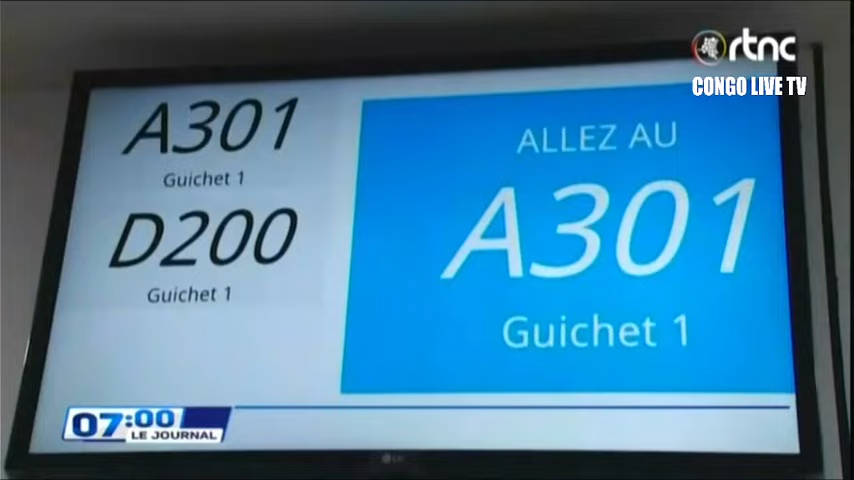 rtnc
CONGO LIVE TV
A301
Guichet 1
D200
Guichet 1
ALLEZ AU
A301
Guichet 1
07:00
LE JOURNAL
LG